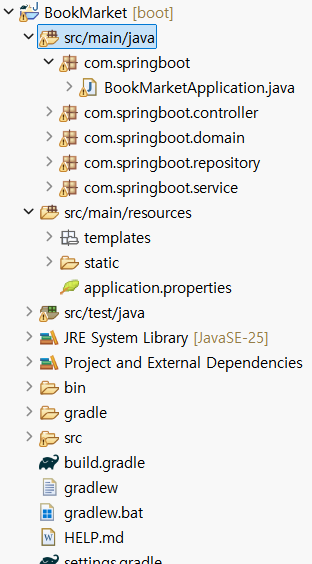 BookMarket [boot]
src/main/java
com.springboot
BookMarketApplication.java
com.springboot.controller
com.springboot.domain
com.springboot.repository
com.springboot.service
src/main/resources
templates
static
application.properties
src/test/java
JRE System Library [JavaSE-25]
Project and External Dependencies
bin
gradle
src
build.gradle
gradlew
gradlew.bat
HELP.md
settings.gradle